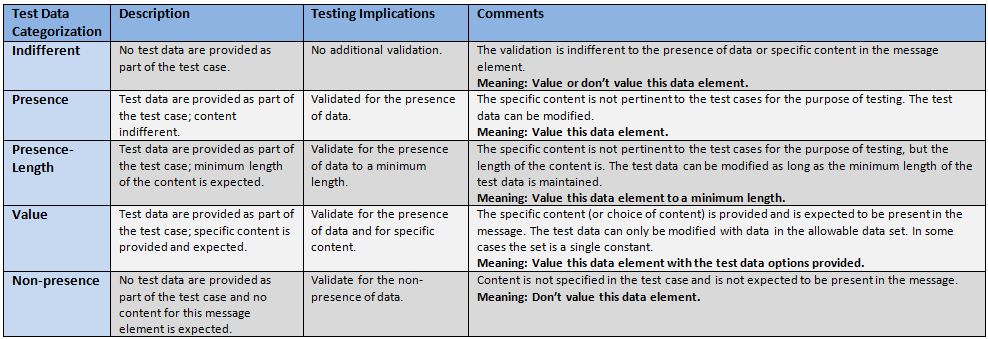 Test Data Categorization
Description
Testing Implications
Comments
Indifferent
No test data are provided as
part of the test case.
No additional validation.
The validation is indifferent to the presence of data or specific content in the message
element.
Meaning: Value or don't value this data element.
Presence
Test data are provided as part of
the test case; content
indifferent.
Validated for the presence
of data.
The specific content is not pertinent to the test cases for the purpose of testing. The test
data can be modified.
Meaning: Value this data element.
Presence-
Length
Test data are provided as part of
the test case; minimum length
of the content is expected.
Validate for the presence
of data to a minimum
length.
The specific content is not pertinent to the test cases for the purpose of testing, but the
length of the content is. The test data can be modified as long as the minimum length of the
test data is maintained.
Meaning: Value this data element to a minimum length.
Value
Test data are provided as part of
the test case; specific content is
provided and expected.
Validate for the presence
of data and for specific
content.
The specific content (or choice of content) is provided and is expected to be present in the
message. The test data can only be modified with data in the allowable data set. In some
cases the set is a single constant.
Meaning: Value this data element with the test data options provided.
Non-presence
No test data are provided as
part of the test case and no
content for this message
element is expected.
Validate for the non-
presence of data.
Content is not specified in the test case and is not expected to be present in the message.
Meaning: Don't value this data element.